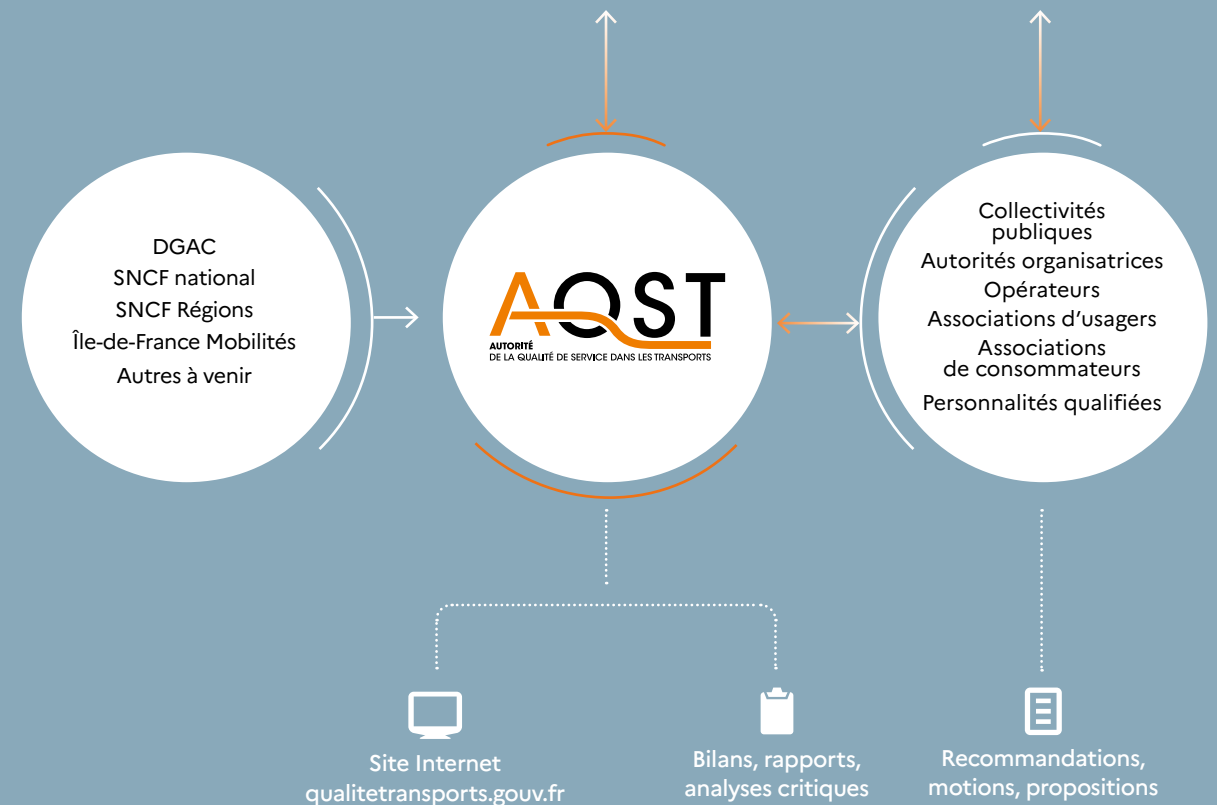 DGAC
SNCF national
SNCF Régions
Île-de-France Mobilités
Autres à venir
AQST
AUTORITÉ
DE LA QUALITÉ DE SERVICE DANS LES TRANSPORTS
Collectivités
publiques
Autorités organisatrices
Opérateurs
Associations d’usagers
Associations
de consommateurs
Personnalités qualifiées
Site Internet
qualitetransports.gouv.fr
Bilans, rapports,
analyses critiques
Recommandations,
motions, propositions